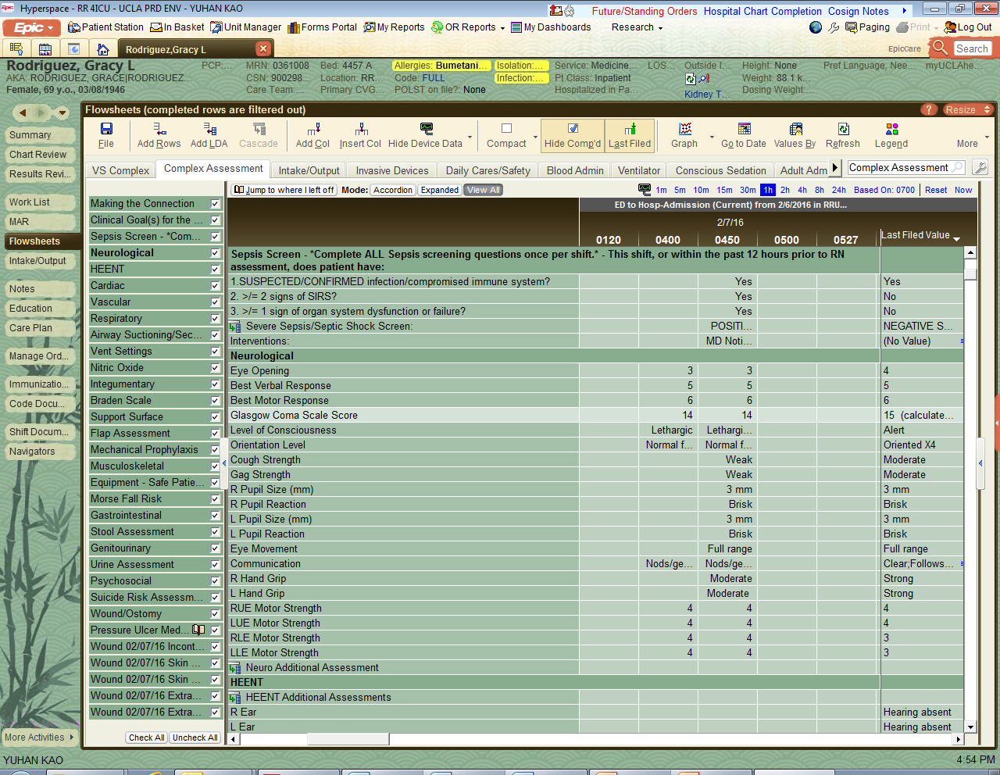 Hyperspace - RR 4ICU - UCLA PRD ENV - YUHAN KAO
Future/Standing Orders Hospital Chart Completion Cosign Notes
Epic Patient Station In Basket Unit Manager Forms Portal My Reports OR Reports My Dashboards Research Paging Print Log Out
Rodriguez,Gracy L EpicCare Search
Rodriguez, Gracy L
AKA: RODRIGUEZ, GRACE|RODRIGUEZ...
Female, 69 y.o., 03/08/1946
PCP:...
MRN: 0361008
CSN: 900298...
Care Team:...
Bed: 4457 A
Location: RR...
Primary CVG...
Allergies: Bumetani...
Code: FULL
POLST on file?: None
Isolation:...
Infection:...
Service: Medicine...
Pt Class: Inpatient
Hospitalized in Pa...
LOS...
Outside I...
Kidney T...
Height: None
Weight: 88.1 k...
Dosing Weight:...
Pref Language, Nee...
myUCLAhe...
Summary
Chart Review
Results Revi...
Work List
MAR
Flowsheets
Intake/Output
Notes
Education
Care Plan
Manage Ord...
Immunizatio...
Code Docu...
Shift Docum...
Navigators
More Activities
Flowsheets (completed rows are filtered out) ? Resize
File Add Rows Add LDA Cascade Add Col Insert Col Hide Device Data Compact Hide Comp'd Last Filed Graph Go to Date Values By Refresh Legend More
VS Complex Complex Assessment Intake/Output Invasive Devices Daily Cares/Safety Blood Admin Ventilator Conscious Sedation Adult Adm Complex Assessment
Making the Connection
Clinical Goal(s) for the ...
Sepsis Screen - *Com...
Neurological
HEENT
Cardiac
Vascular
Respiratory
Airway Suctioning/Sec...
Vent Settings
Nitric Oxide
Integumentary
Braden Scale
Support Surface
Flap Assessment
Mechanical Prophylaxis
Musculoskeletal
Equipment - Safe Patie...
Morse Fall Risk
Gastrointestinal
Stool Assessment
Genitourinary
Urine Assessment
Psychosocial
Suicide Risk Assessm...
Wound/Ostomy
Pressure Ulcer Med...
Wound 02/07/16 Incont...
Wound 02/07/16 Skin ...
Wound 02/07/16 Skin ...
Wound 02/07/16 Extra...
Wound 02/07/16 Extra...
Check All Uncheck All
Jump to where I left off Mode: Accordion Expanded View All 1m 5m 10m 15m 30m 1h 2h 4h 8h 24h Based On: 0700 Reset Now
ED to Hosp-Admission (Current) from 2/6/2016 in RRU...
2/7/16
0120 0400 0450 0500 0527 Last Filed Value
Sepsis Screen - *Complete ALL Sepsis screening questions once per shift.* - This shift, or within the past 12 hours prior to RN
assessment, does patient have:
1.SUSPECTED/CONFIRMED infection/compromised immune system? Yes Yes
2. >/= 2 signs of SIRS? Yes No
3. >/= 1 sign of organ system dysfunction or failure? Yes No
Severe Sepsis/Septic Shock Screen: POSITI... NEGATIVE S...
Interventions: MD Noti... (No Value)
Neurological
Eye Opening 3 3 4
Best Verbal Response 5 5 5
Best Motor Response 6 6 6
Glasgow Coma Scale Score 14 14 15 (calculate...
Level of Consciousness Lethargic Lethargi... Alert
Orientation Level Normal f... Normal f... Oriented X4
Cough Strength Weak Moderate
Gag Strength Weak Moderate
R Pupil Size (mm) 3 mm 3 mm
R Pupil Reaction Brisk Brisk
L Pupil Size (mm) 3 mm 3 mm
L Pupil Reaction Brisk Brisk
Eye Movement Full range Full range
Communication Nods/ge... Nods/ge... Clear;Follows...
R Hand Grip Moderate Strong
L Hand Grip Moderate Strong
RUE Motor Strength 4 4 4
LUE Motor Strength 4 4 4
RLE Motor Strength 4 4 3
LLE Motor Strength 4 4 3
Neuro Additional Assessment
HEENT
HEENT Additional Assessments
R Ear Hearing absent
L Ear Hearing absent
YUHAN KAO 4:54 PM